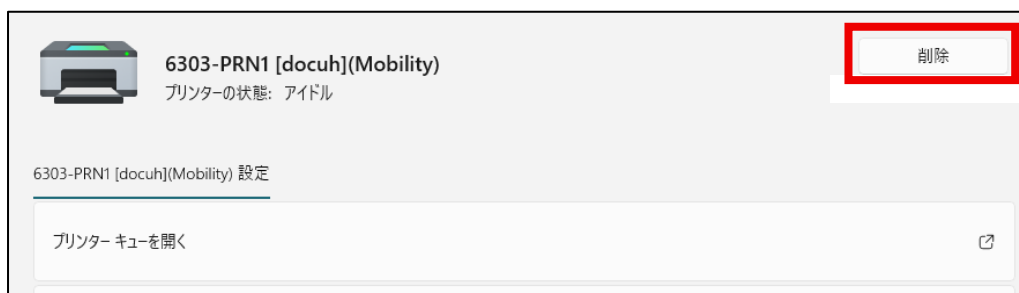 6303-PRN1 [docuh](Mobility)
削除
プリンターの状態: アイドル
6303-PRN1 [docuh](Mobility) 設定
プリンター キューを開く